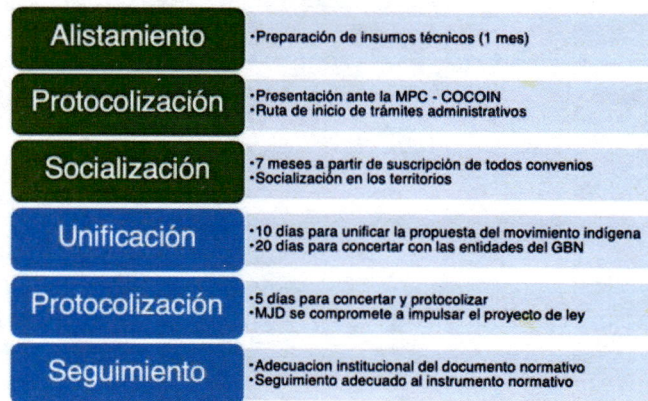 Alistamiento
•Preparación de insumos técnicos (1 mes)
Protocolización
•Presentación ante la MPC - COCOIN
•Ruta de inicio de trámites administrativos
Socialización
•7 meses a partir de suscripción de todos convenios
•Socialización en los territorios
Unificación
•10 días para unificar la propuesta del movimiento indígena
•20 días para concertar con las entidades del GBN
Protocolización
•5 días para concertar y protocolizar
•MJD se compromete a impulsar el proyecto de ley
Seguimiento
•Adecuacion institucional del documento normativo
•Seguimiento adecuado al instrumento normativo